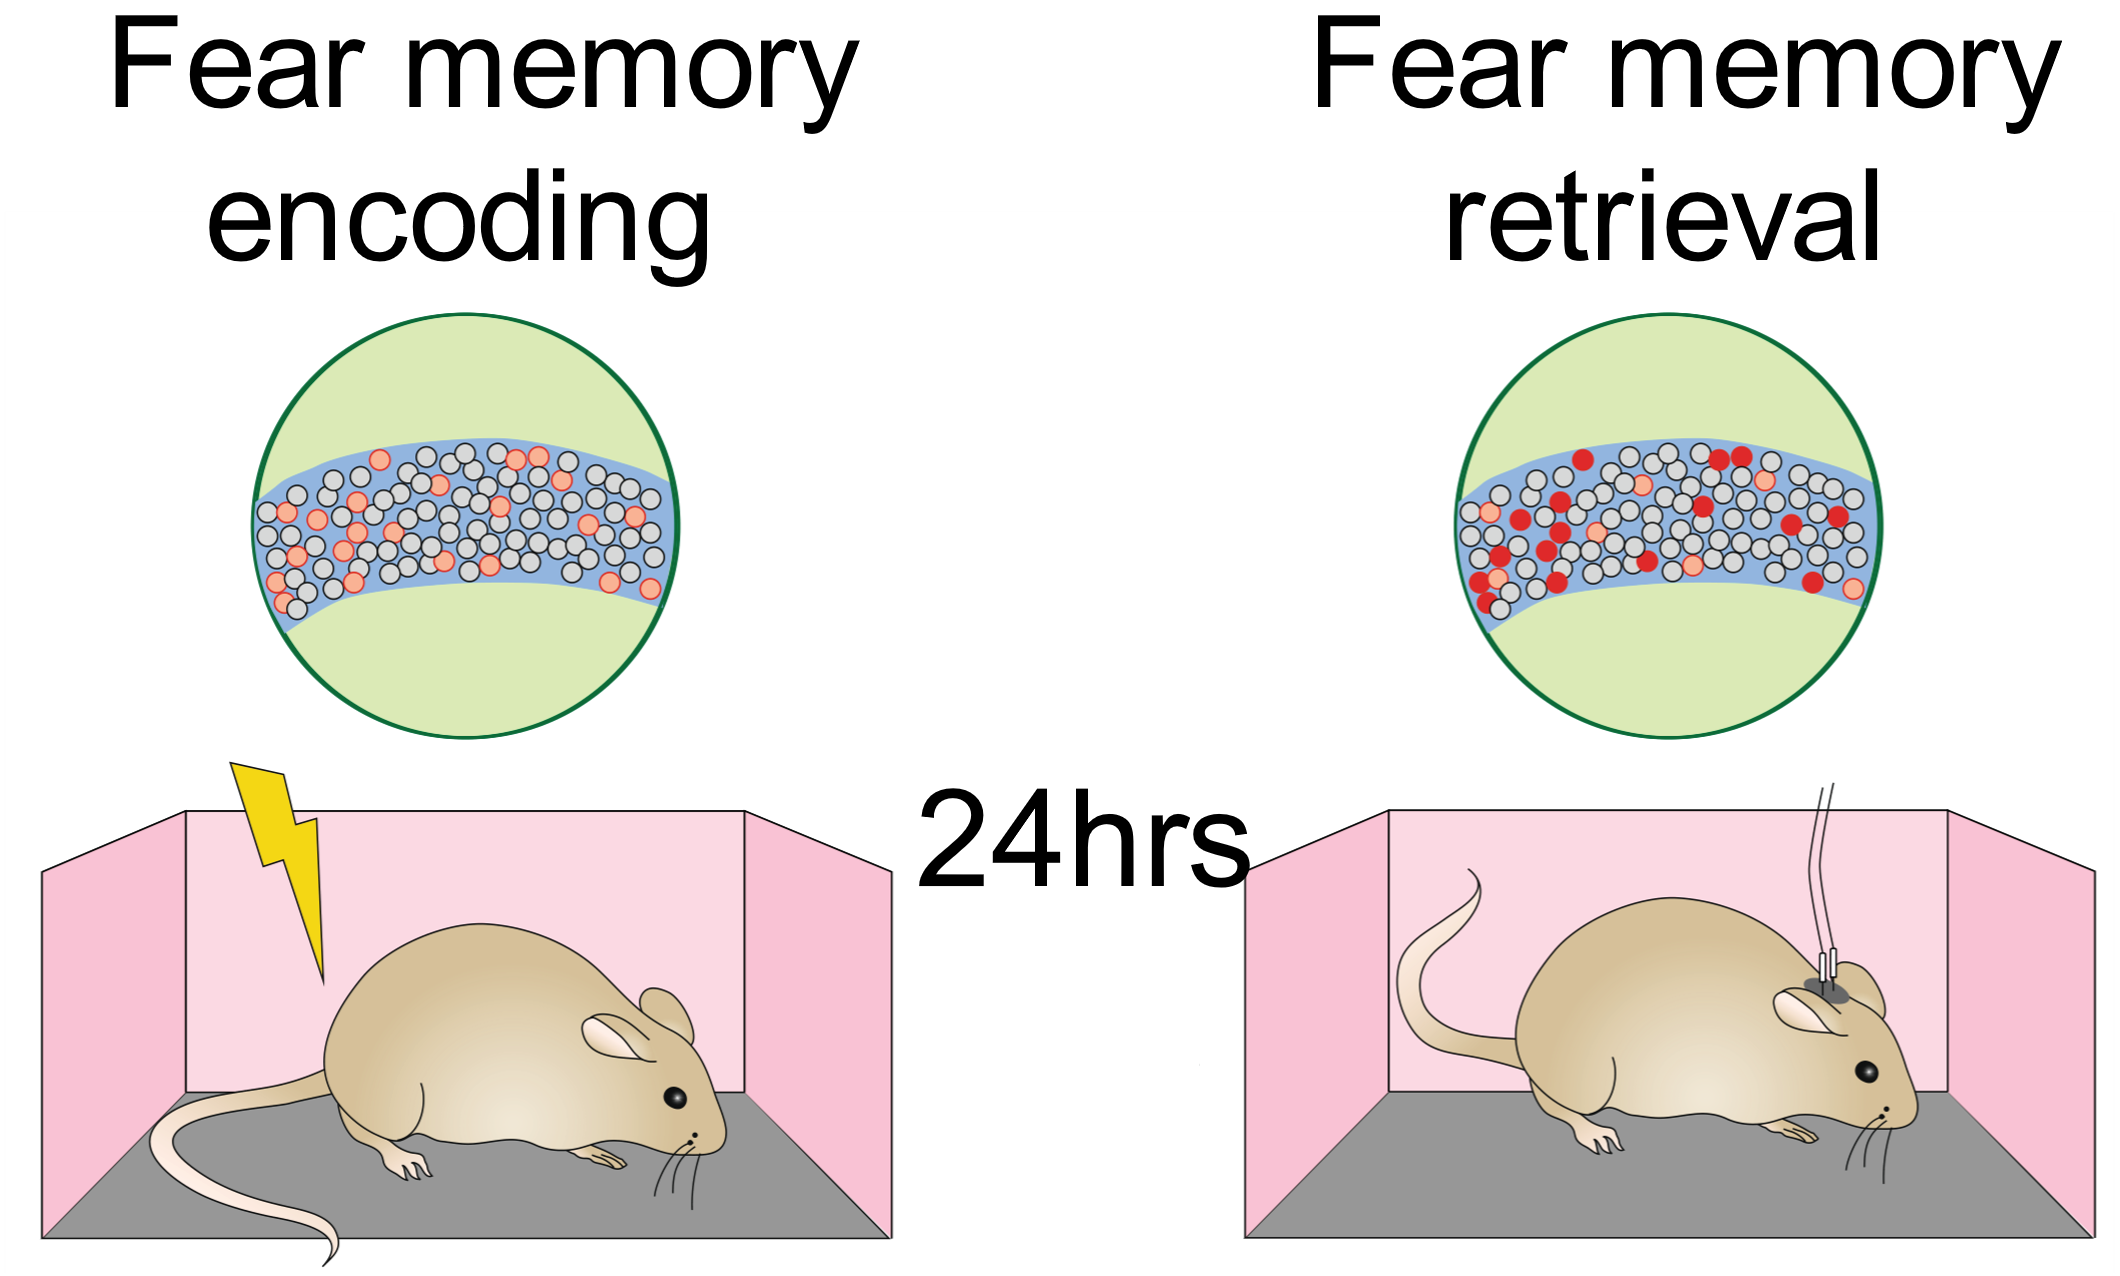 Fear memory
encoding
Fear memory
retrieval
24hrs